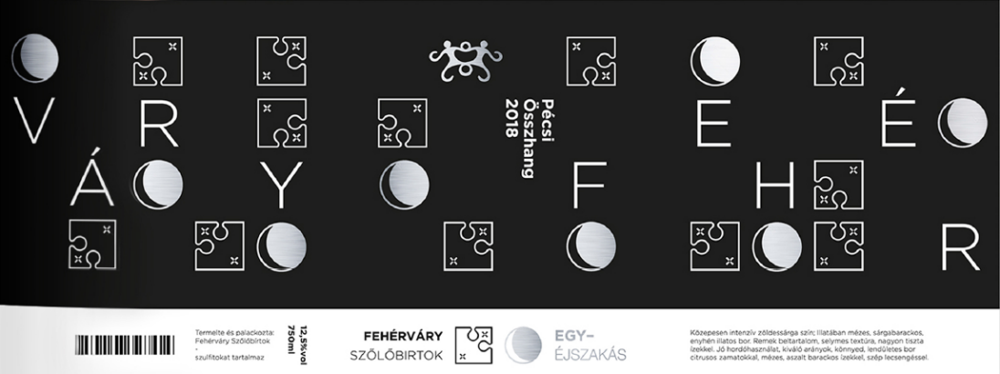 V R E É
Á Y F H
R
Pécsi
Összhang
2018
Termelte és palackozta:
Fehérváry Szőlőbirtok
-
szulfitokat tartalmaz
12,5%vol
750ml
FEHÉRVÁRY
SZŐLŐBIRTOK
EGY-
ÉJSZAKÁS
Közepesen intenzív zöldessárga szín; Illatában mézes, sárgabarackos,
enyhén illatos bor. Remek beltartalom, selymes textúra, nagyon tiszta
ízekkel. Jó hordóhasználat, kiváló arányok, könnyed, lendületes bor
citrusos zamatokkal, mézes, aszalt barackos ízekkel, szép lecsengéssel.